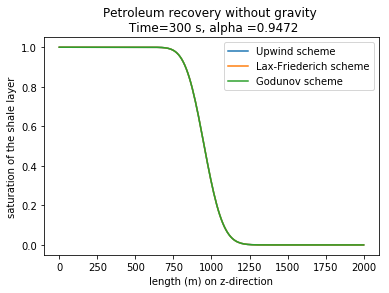 Petroleum recovery without gravity
Time=300 s, alpha =0.9472
Upwind scheme
Lax-Friederich scheme
Godunov scheme
saturation of the shale layer
1.0
0.8
0.6
0.4
0.2
0.0
0 250 500 750 1000 1250 1500 1750 2000
length (m) on z-direction